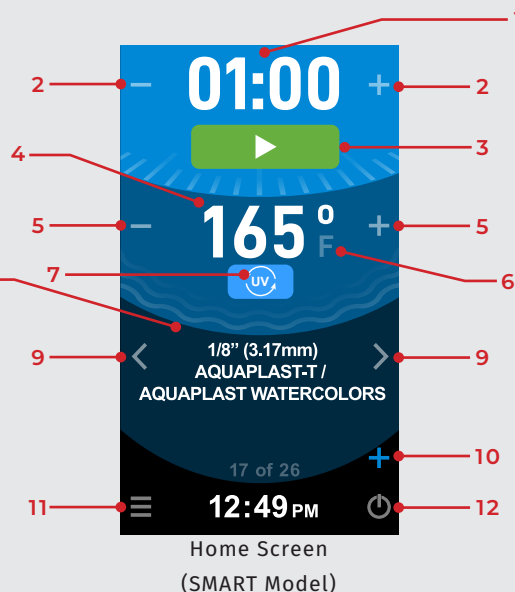 01:00
2 − + 2
3
4
165°
5 − + 5
F
7
6
UV
1/8” (3.17mm)
9 9
AQUAPLAST-T /
AQUAPLAST WATERCOLORS
+ 10
17 of 26
11 12:49 PM 12
Home Screen
(SMART Model)